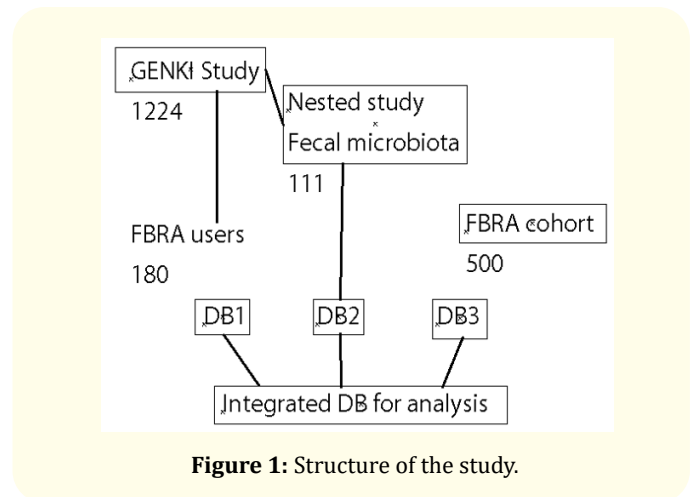 GENKI Study
1224
Nested study
Fecal microbiota
111
FBRA users
180
FBRA cohort
500
DB1
DB2
DB3
Integrated DB for analysis
Figure 1: Structure of the study.